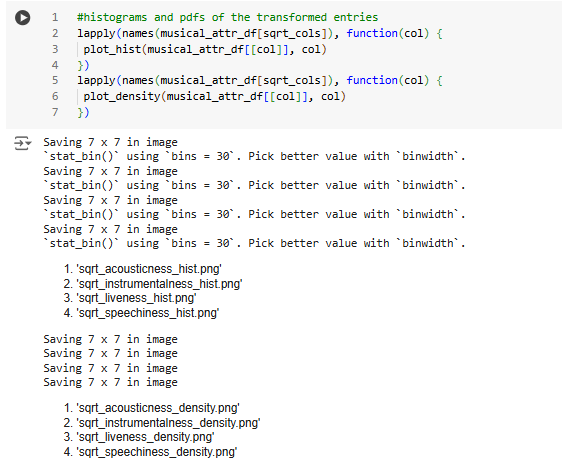 1 #histograms and pdfs of the transformed entries
2 lapply(names(musical_attr_df[sqrt_cols]), function(col) {
3 plot_hist(musical_attr_df[[col]], col)
4 })
5 lapply(names(musical_attr_df[sqrt_cols]), function(col) {
6 plot_density(musical_attr_df[[col]], col)
7 })
Saving 7 x 7 in image
`stat_bin()` using `bins = 30`. Pick better value with `binwidth`.
Saving 7 x 7 in image
`stat_bin()` using `bins = 30`. Pick better value with `binwidth`.
Saving 7 x 7 in image
`stat_bin()` using `bins = 30`. Pick better value with `binwidth`.
Saving 7 x 7 in image
`stat_bin()` using `bins = 30`. Pick better value with `binwidth`.
1. 'sqrt_acousticness_hist.png'
2. 'sqrt_instrumentalness_hist.png'
3. 'sqrt_liveness_hist.png'
4. 'sqrt_speechiness_hist.png'
Saving 7 x 7 in image
Saving 7 x 7 in image
Saving 7 x 7 in image
Saving 7 x 7 in image
1. 'sqrt_acousticness_density.png'
2. 'sqrt_instrumentalness_density.png'
3. 'sqrt_liveness_density.png'
4. 'sqrt_speechiness_density.png'